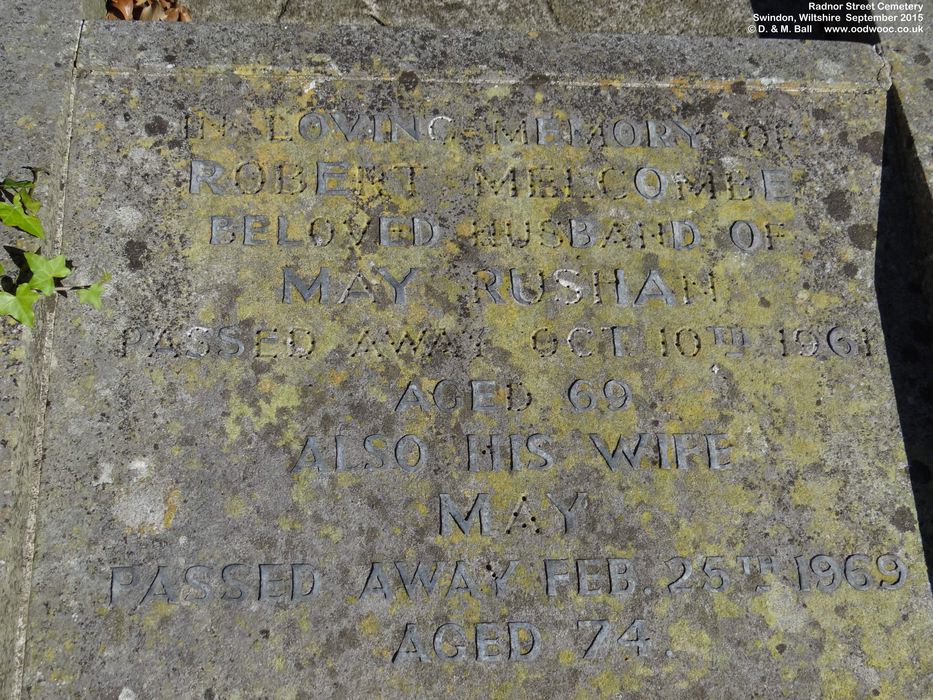 Radnor Street Cemetery
Swindon, Wiltshire September 2015
© D. & M. Ball www.oodwooc.co.uk
IN LOVING MEMORY OF
ROBERT MELCOMBE
BELOVED HUSBAND OF
MAY RUSHAN
PASSED AWAY OCT. 10TH 1961
AGED 69
ALSO HIS WIFE
MAY
PASSED AWAY FEB. 25TH 1969
AGED 74.